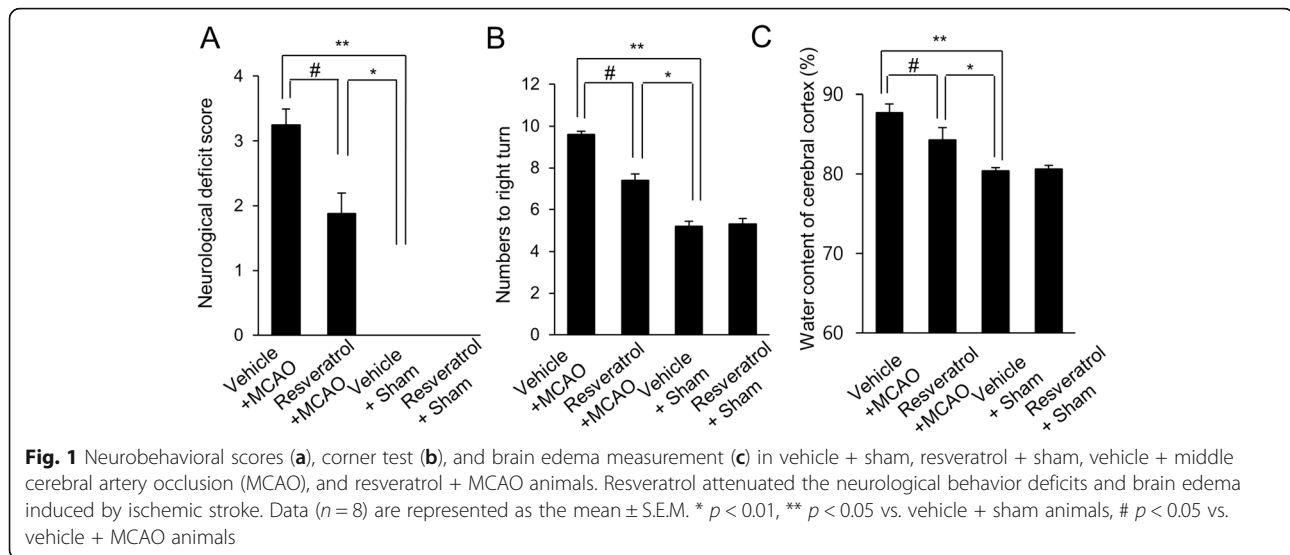 A
**
#
*
Neurological deficit score
4
3
2
1
0
Vehicle
+MCAO
Resveratrol
+MCAO
Vehicle
+ Sham
Resveratrol
+ Sham
B
**
#
*
Numbers to right turn
12
10
8
6
4
2
0
Vehicle
+MCAO
Resveratrol
+MCAO
Vehicle
+ Sham
Resveratrol
+ Sham
C
**
#
*
Water content of cerebral cortex (%)
90
80
70
60
Vehicle
+MCAO
Resveratrol
+MCAO
Vehicle
+ Sham
Resveratrol
+ Sham
Fig. 1 Neurobehavioral scores (a), corner test (b), and brain edema measurement (c) in vehicle + sham, resveratrol + sham, vehicle + middle
cerebral artery occlusion (MCAO), and resveratrol + MCAO animals. Resveratrol attenuated the neurological behavior deficits and brain edema
induced by ischemic stroke. Data (n = 8) are represented as the mean ± S.E.M. * p < 0.01, ** p < 0.05 vs. vehicle + sham animals, # p < 0.05 vs.
vehicle + MCAO animals